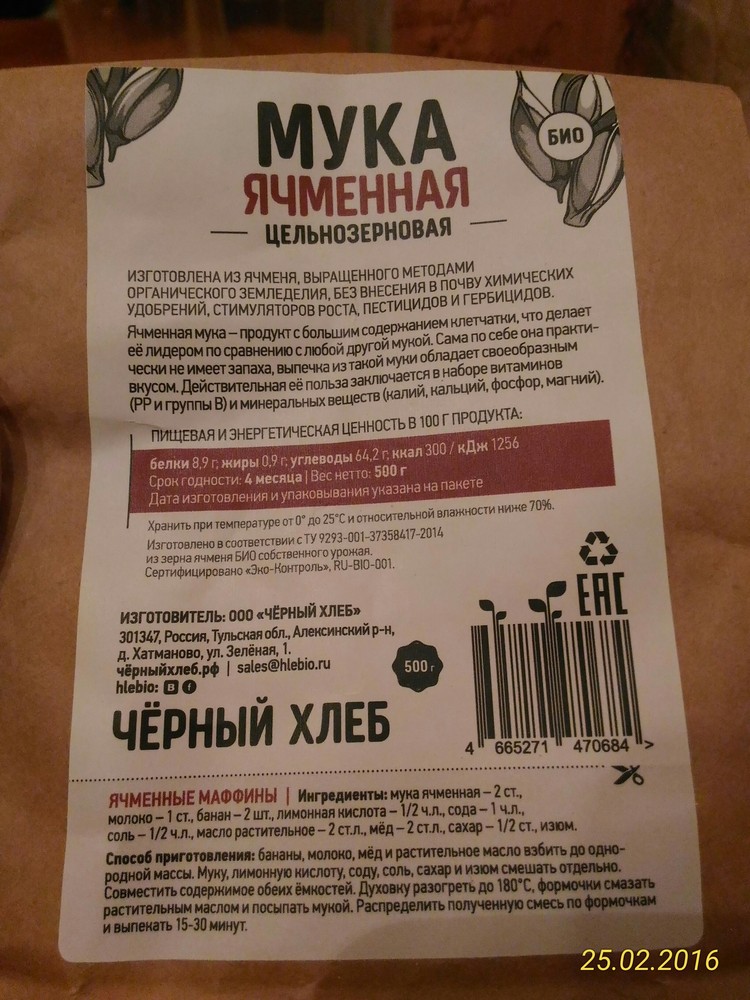 МУКА
БИО
ЯЧМЕННАЯ
ЦЕЛЬНОЗЕРНОВАЯ
ИЗГОТОВЛЕНА ИЗ ЯЧМЕНЯ, ВЫРАЩЕННОГО МЕТОДАМИ
ОРГАНИЧЕСКОГО ЗЕМЛЕДЕЛИЯ, БЕЗ ВНЕСЕНИЯ В ПОЧВУ ХИМИЧЕСКИХ
УДОБРЕНИЙ, СТИМУЛЯТОРОВ РОСТА, ПЕСТИЦИДОВ И ГЕРБИЦИДОВ.
Ячменная мука – продукт с большим содержанием клетчатки, что делает
её лидером по сравнению с любой другой мукой. Сама по себе она практи-
чески не имеет запаха, выпечка из такой муки обладает своеобразным
вкусом. Действительная её польза заключается в наборе витаминов
(РР и группы В) и минеральных веществ (калий, кальций, фосфор, магний).
ПИЩЕВАЯ И ЭНЕРГЕТИЧЕСКАЯ ЦЕННОСТЬ В 100 Г ПРОДУКТА:
белки 8,9 г; жиры 0,9 г; углеводы 64,2 г; ккал 300 / кДж 1256
Срок годности: 4 месяца | Вес нетто: 500 г
Дата изготовления и упаковывания указана на пакете
Хранить при температуре от 0° до 25°С и относительной влажности ниже 70%.
Изготовлено в соответствии с ТУ 9293-001-37358417-2014
из зерна ячменя БИО собственного урожая.
Сертифицировано «Эко-Контроль», RU-BIO-001.
EAC
ИЗГОТОВИТЕЛЬ: ООО «ЧЁРНЫЙ ХЛЕБ»
301347, Россия, Тульская обл., Алексинский р-н,
д. Хатманово, ул. Зелёная, 1.
чёрныйхлеб.рф | sales@hlebio.ru
hlebio: B f
500 г
ЧЁРНЫЙ ХЛЕБ
4 665271 470684 >
ЯЧМЕННЫЕ МАФФИНЫ | Ингредиенты: мука ячменная – 2 ст.,
молоко – 1 ст., банан – 2 шт., лимонная кислота – 1/2 ч.л., сода – 1 ч.л.,
соль – 1/2 ч.л., масло растительное – 2 ст.л., мёд – 2 ст.л., сахар – 1/2 ст., изюм.
Способ приготовления: бананы, молоко, мёд и растительное масло взбить до одно-
родной массы. Муку, лимонную кислоту, соду, соль, сахар и изюм смешать отдельно.
Совместить содержимое обеих ёмкостей. Духовку разогреть до 180°С, формочки смазать
растительным маслом и посыпать мукой. Распределить полученную смесь по формочкам
и выпекать 15-30 минут.
25.02.2016